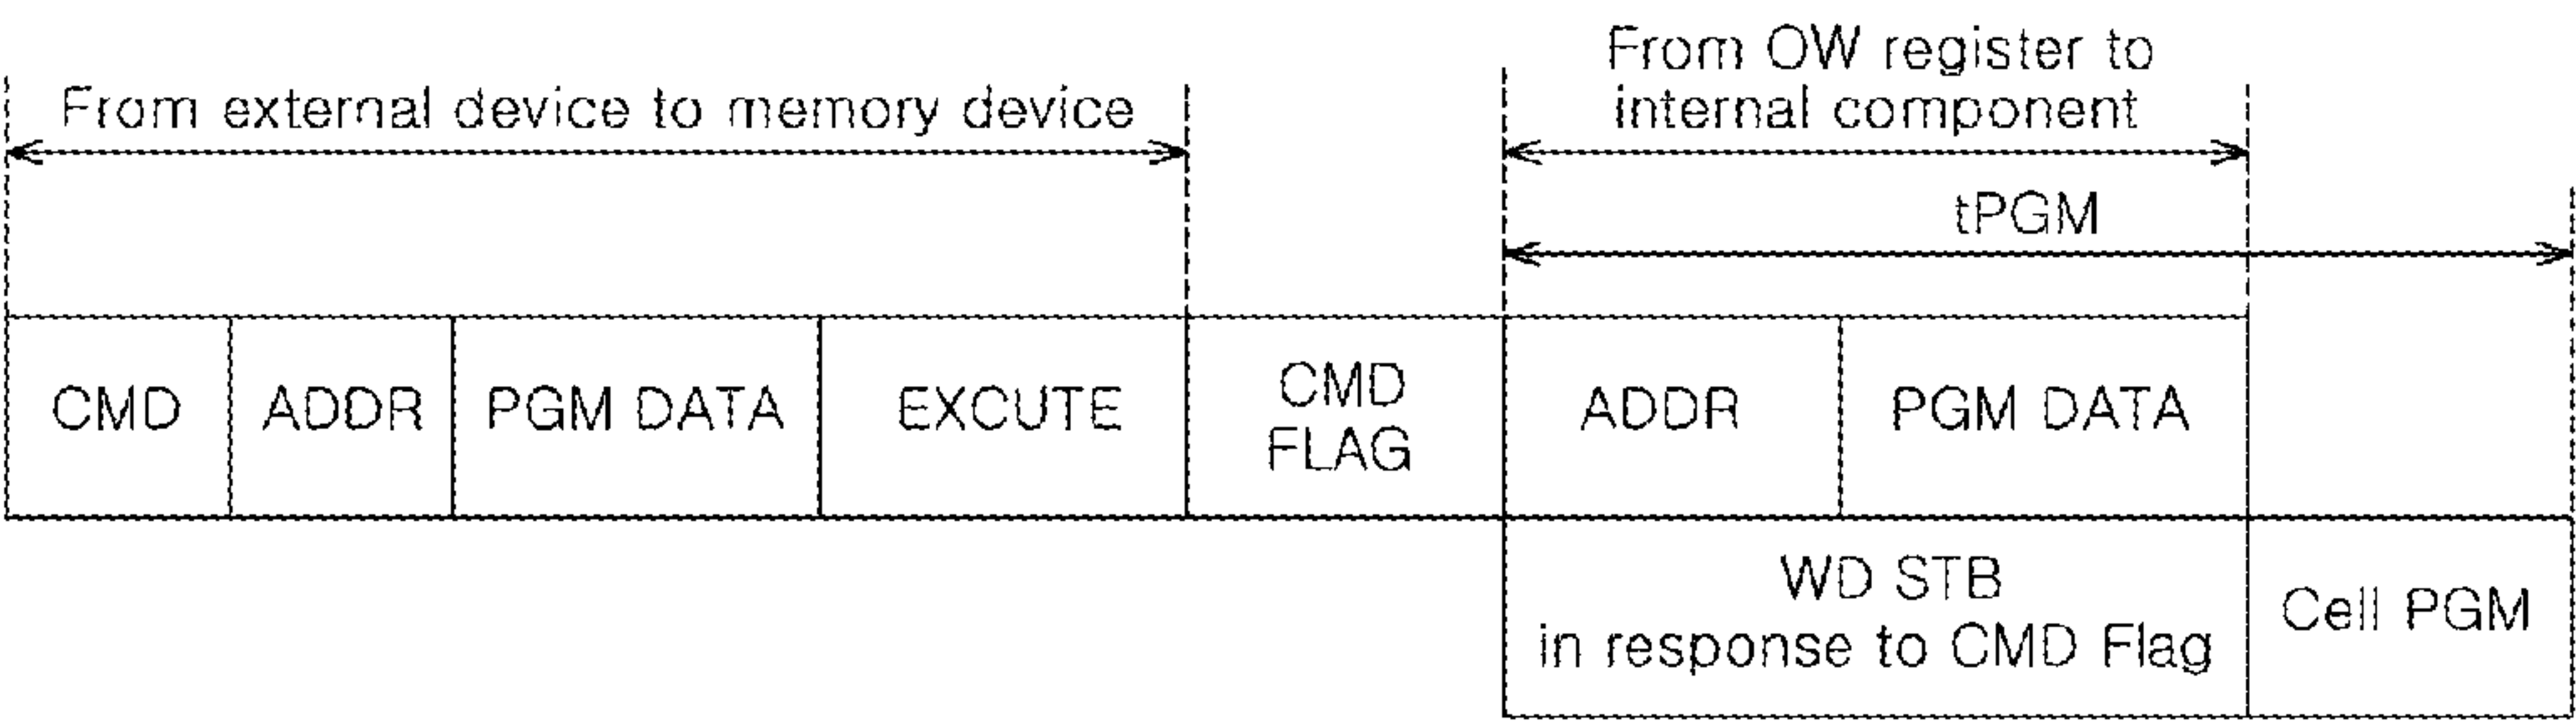 From external device to memory device
From OW register to
internal component
tPGM
CMD
ADDR
PGM DATA
EXCUTE
CMD
FLAG
ADDR
PGM DATA
WD STB
in response to CMD Flag
Cell PGM